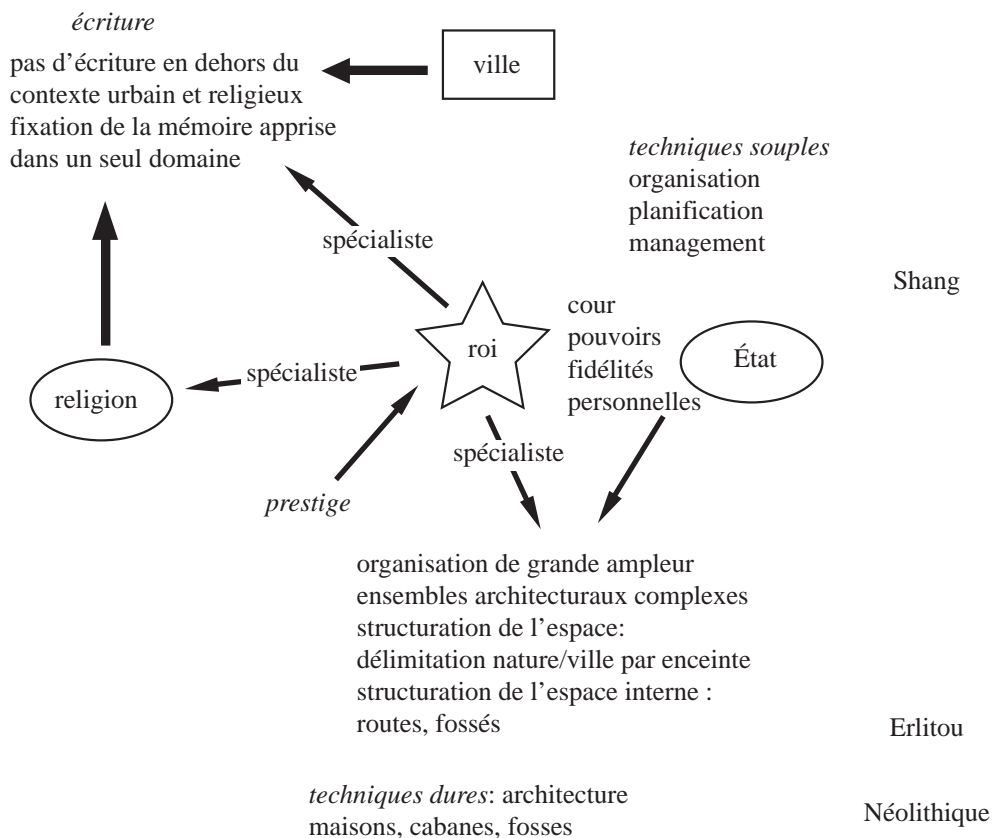 écriture
pas d’écriture en dehors du
contexte urbain et religieux
fixation de la mémoire apprise
dans un seul domaine
ville
techniques souples
organisation
planification
management
Shang
spécialiste
cour
pouvoirs
fidélités
personnelles
roi
État
spécialiste
religion
spécialiste
prestige
organisation de grande ampleur
ensembles architecturaux complexes
structuration de l’espace:
délimitation nature/ville par enceinte
structuration de l’espace interne :
routes, fossés
Erlitou
techniques dures: architecture
maisons, cabanes, fosses
Néolithique